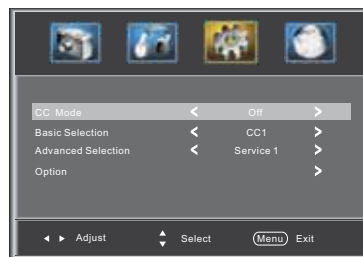 CC Mode < Off >
Basic Selection < CC1 >
Advanced Selection < Service 1 >
Option >
◄ ► Adjust ▲▼ Select Menu Exit